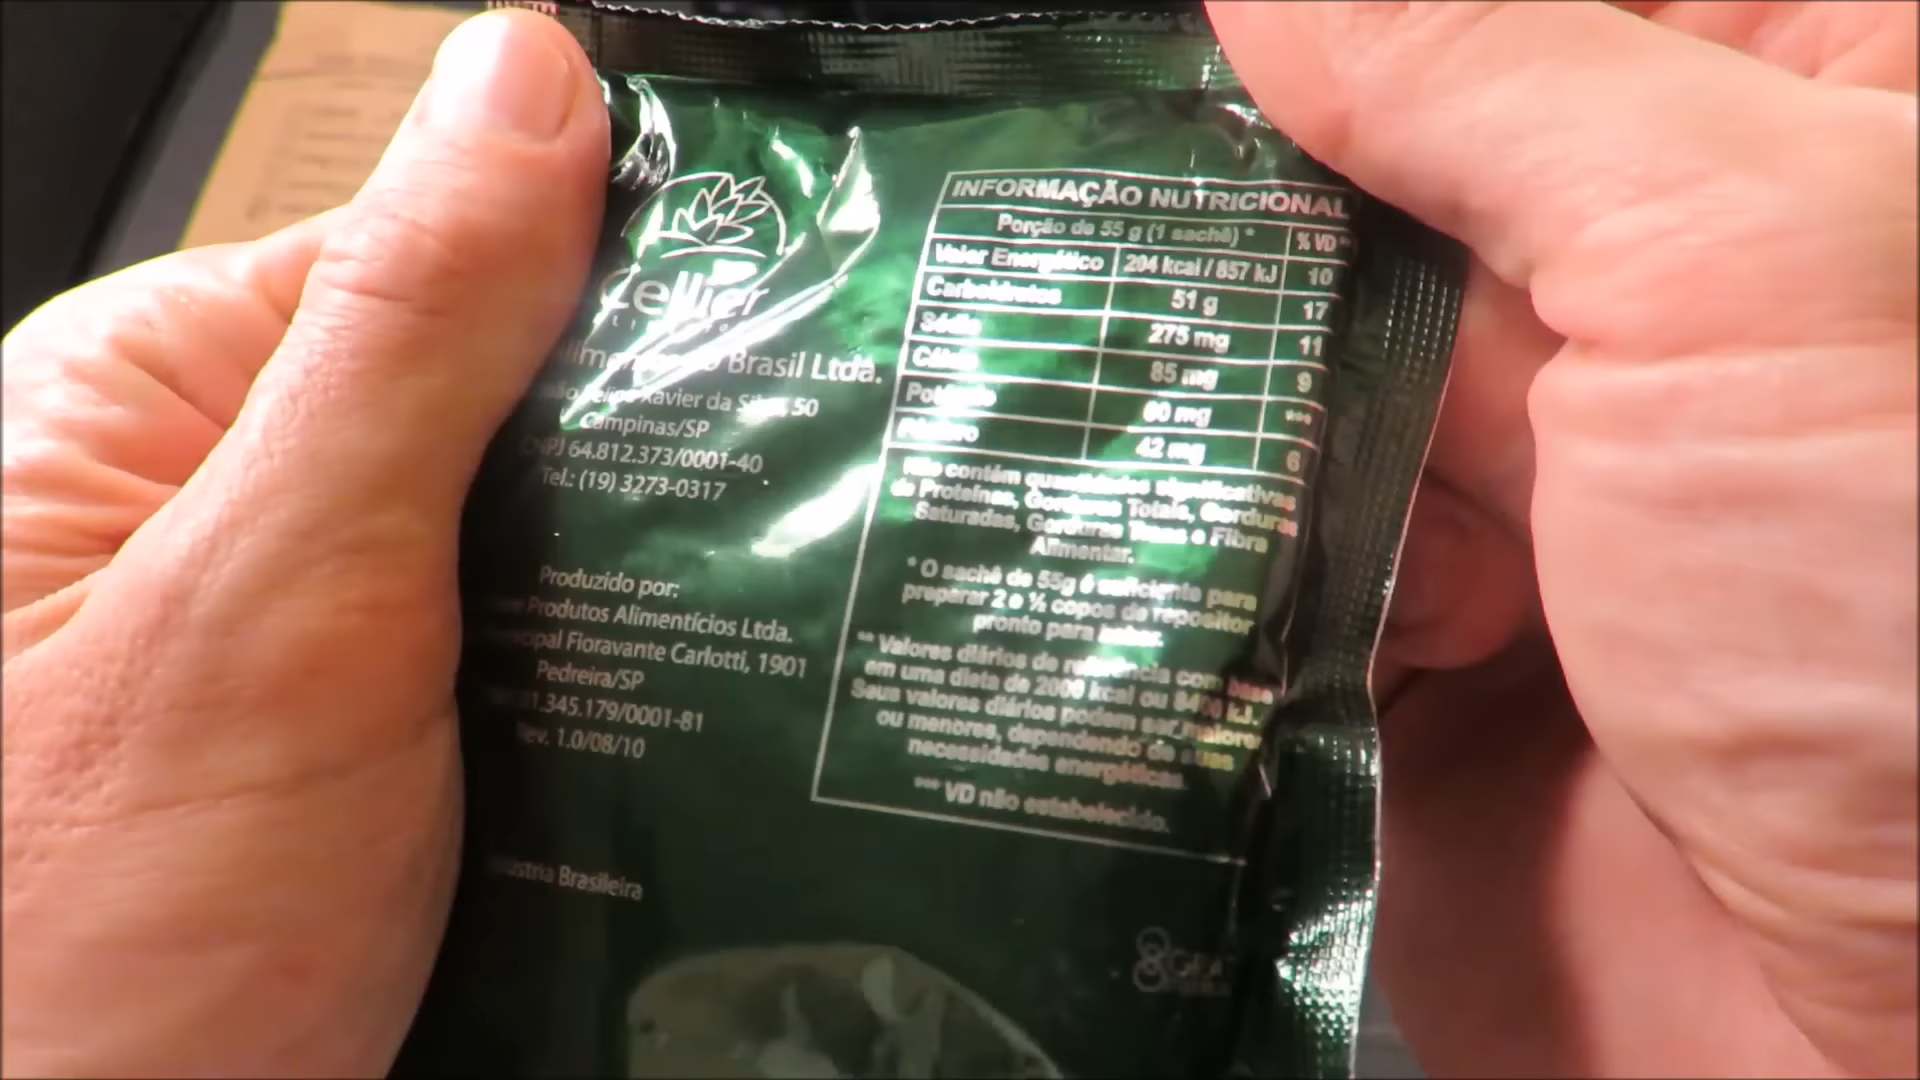 Cellier
Brasil Ltda.
Xavier da Silva, 50
Campinas/SP
CNPJ 64.812.373/0001-40
Tel.: (19) 3273-0317
Produzido por:
Produtos Alimentícios Ltda.
Fioravante Carlotti, 1901
Pedreira/SP
1.345.179/0001-81
Rev. 1.0/08/10
Indústria Brasileira
INFORMAÇÃO NUTRICIONAL
Porção de 55 g (1 sachê) * % VD **
Valor Energético 204 kcal / 857 kJ 10
Carboidratos 51 g 17
Sódio 275 mg 11
Cálcio 85 mg 9
Potássio 60 mg ***
Fósforo 42 mg 6
Não contém quantidades significativas
de Proteínas, Gorduras Totais, Gorduras
Saturadas, Gorduras Trans e Fibra
Alimentar.
* O sachê de 55g é suficiente para
preparar 2 e ½ copos de repositor
pronto para beber.
** Valores diários de referência com base
em uma dieta de 2000 kcal ou 8400 kJ.
Seus valores diários podem ser maiores
ou menores, dependendo de suas
necessidades energéticas.
*** VD não estabelecido.